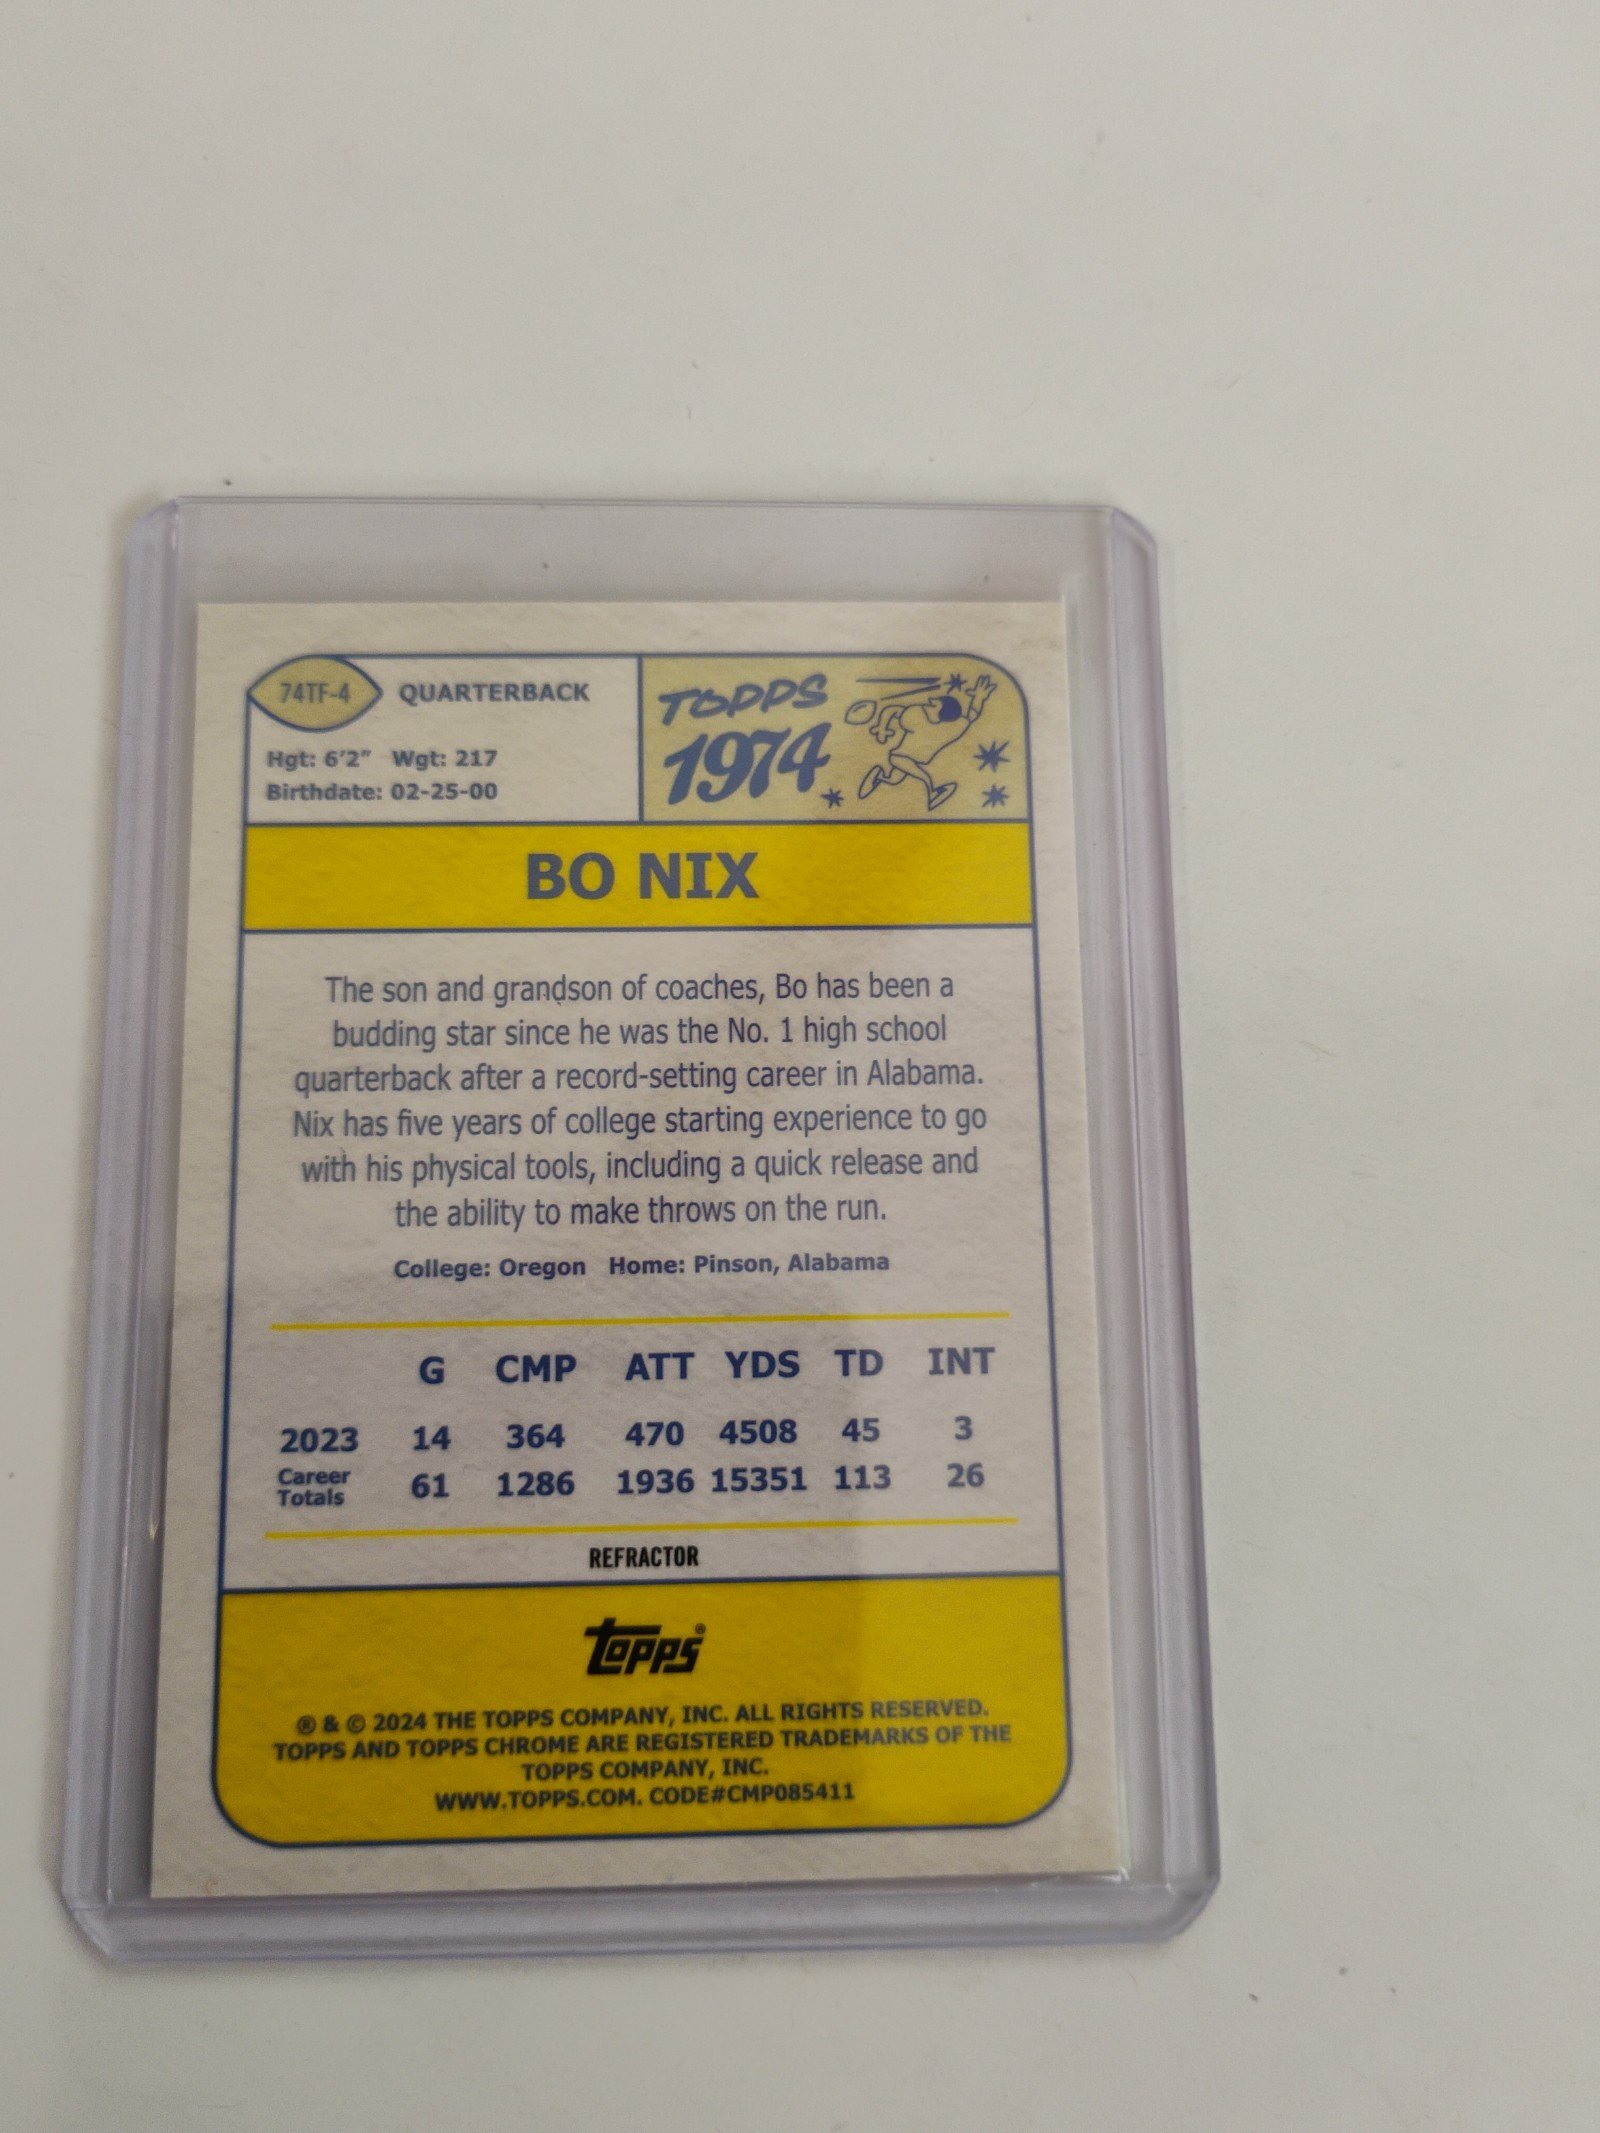 74TF-4 QUARTERBACK
Hgt: 6'2" Wgt: 217
Birthdate: 02-25-00
TOPPS
1974
BO NIX
The son and grandson of coaches, Bo has been a
budding star since he was the No. 1 high school
quarterback after a record-setting career in Alabama.
Nix has five years of college starting experience to go
with his physical tools, including a quick release and
the ability to make throws on the run.
College: Oregon Home: Pinson, Alabama
G CMP ATT YDS TD INT
2023 14 364 470 4508 45 3
Career
Totals 61 1286 1936 15351 113 26
REFRACTOR
topps®
® & © 2024 THE TOPPS COMPANY, INC. ALL RIGHTS RESERVED.
TOPPS AND TOPPS CHROME ARE REGISTERED TRADEMARKS OF THE
TOPPS COMPANY, INC.
WWW.TOPPS.COM. CODE#CMP085411